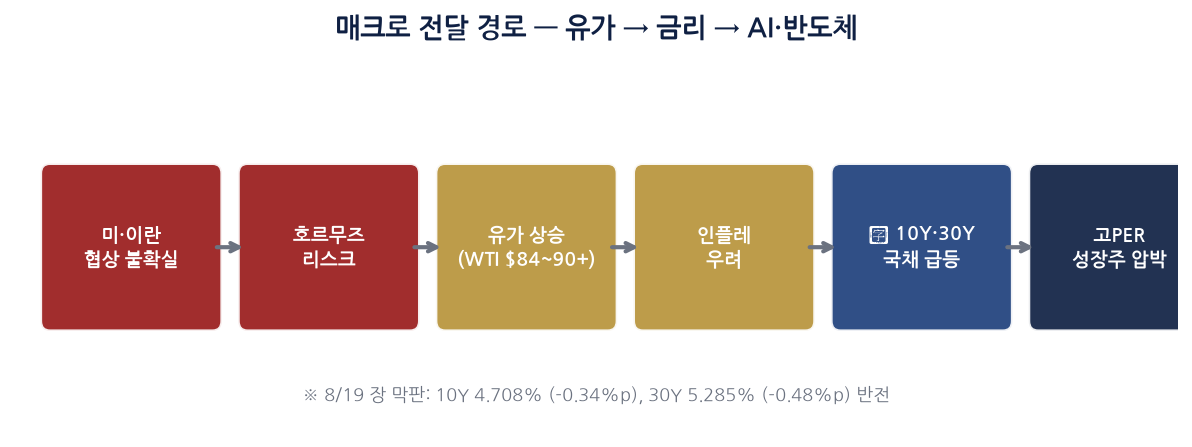 매크로 전달 경로 — 유가 → 금리 → AI·반도체
미·이란
협상 불확실
호르무즈
리스크
유가 상승
(WTI $84~90+)
인플레
우려
10Y·30Y
국채 급등
고PER
성장주 압박
※ 8/19 장 막판: 10Y 4.708% (-0.34%p), 30Y 5.285% (-0.48%p) 반전